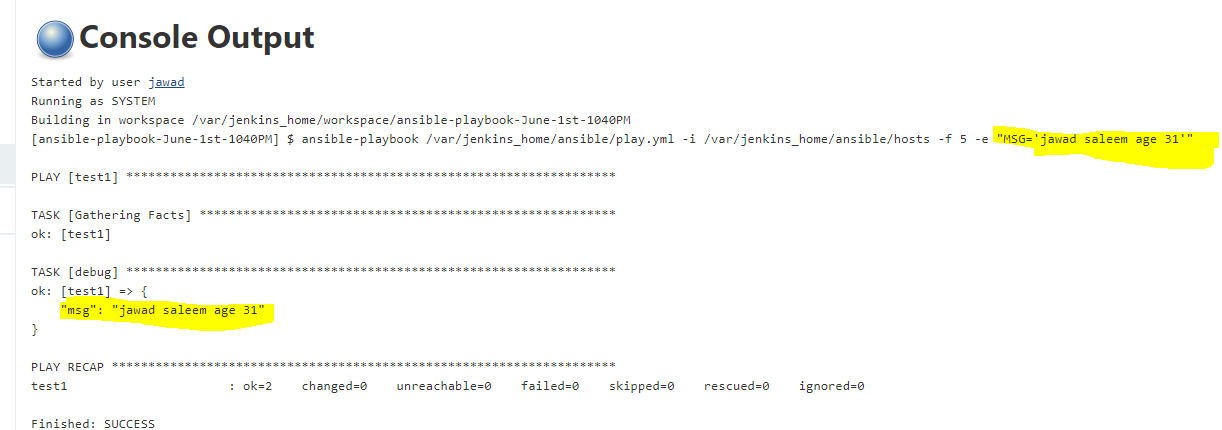 Console Output
Started by user jawad
Running as SYSTEM
Building in workspace /var/jenkins_home/workspace/ansible-playbook-June-1st-1040PM
[ansible-playbook-June-1st-1040PM] $ ansible-playbook /var/jenkins_home/ansible/play.yml -i /var/jenkins_home/ansible/hosts -f 5 -e "MSG='jawad saleem age 31'"
PLAY [test1] *******************************************************************
TASK [Gathering Facts] *********************************************************
ok: [test1]
TASK [debug] *******************************************************************
ok: [test1] => {
"msg": "jawad saleem age 31"
}
PLAY RECAP *********************************************************************
test1 : ok=2 changed=0 unreachable=0 failed=0 skipped=0 rescued=0 ignored=0
Finished: SUCCESS